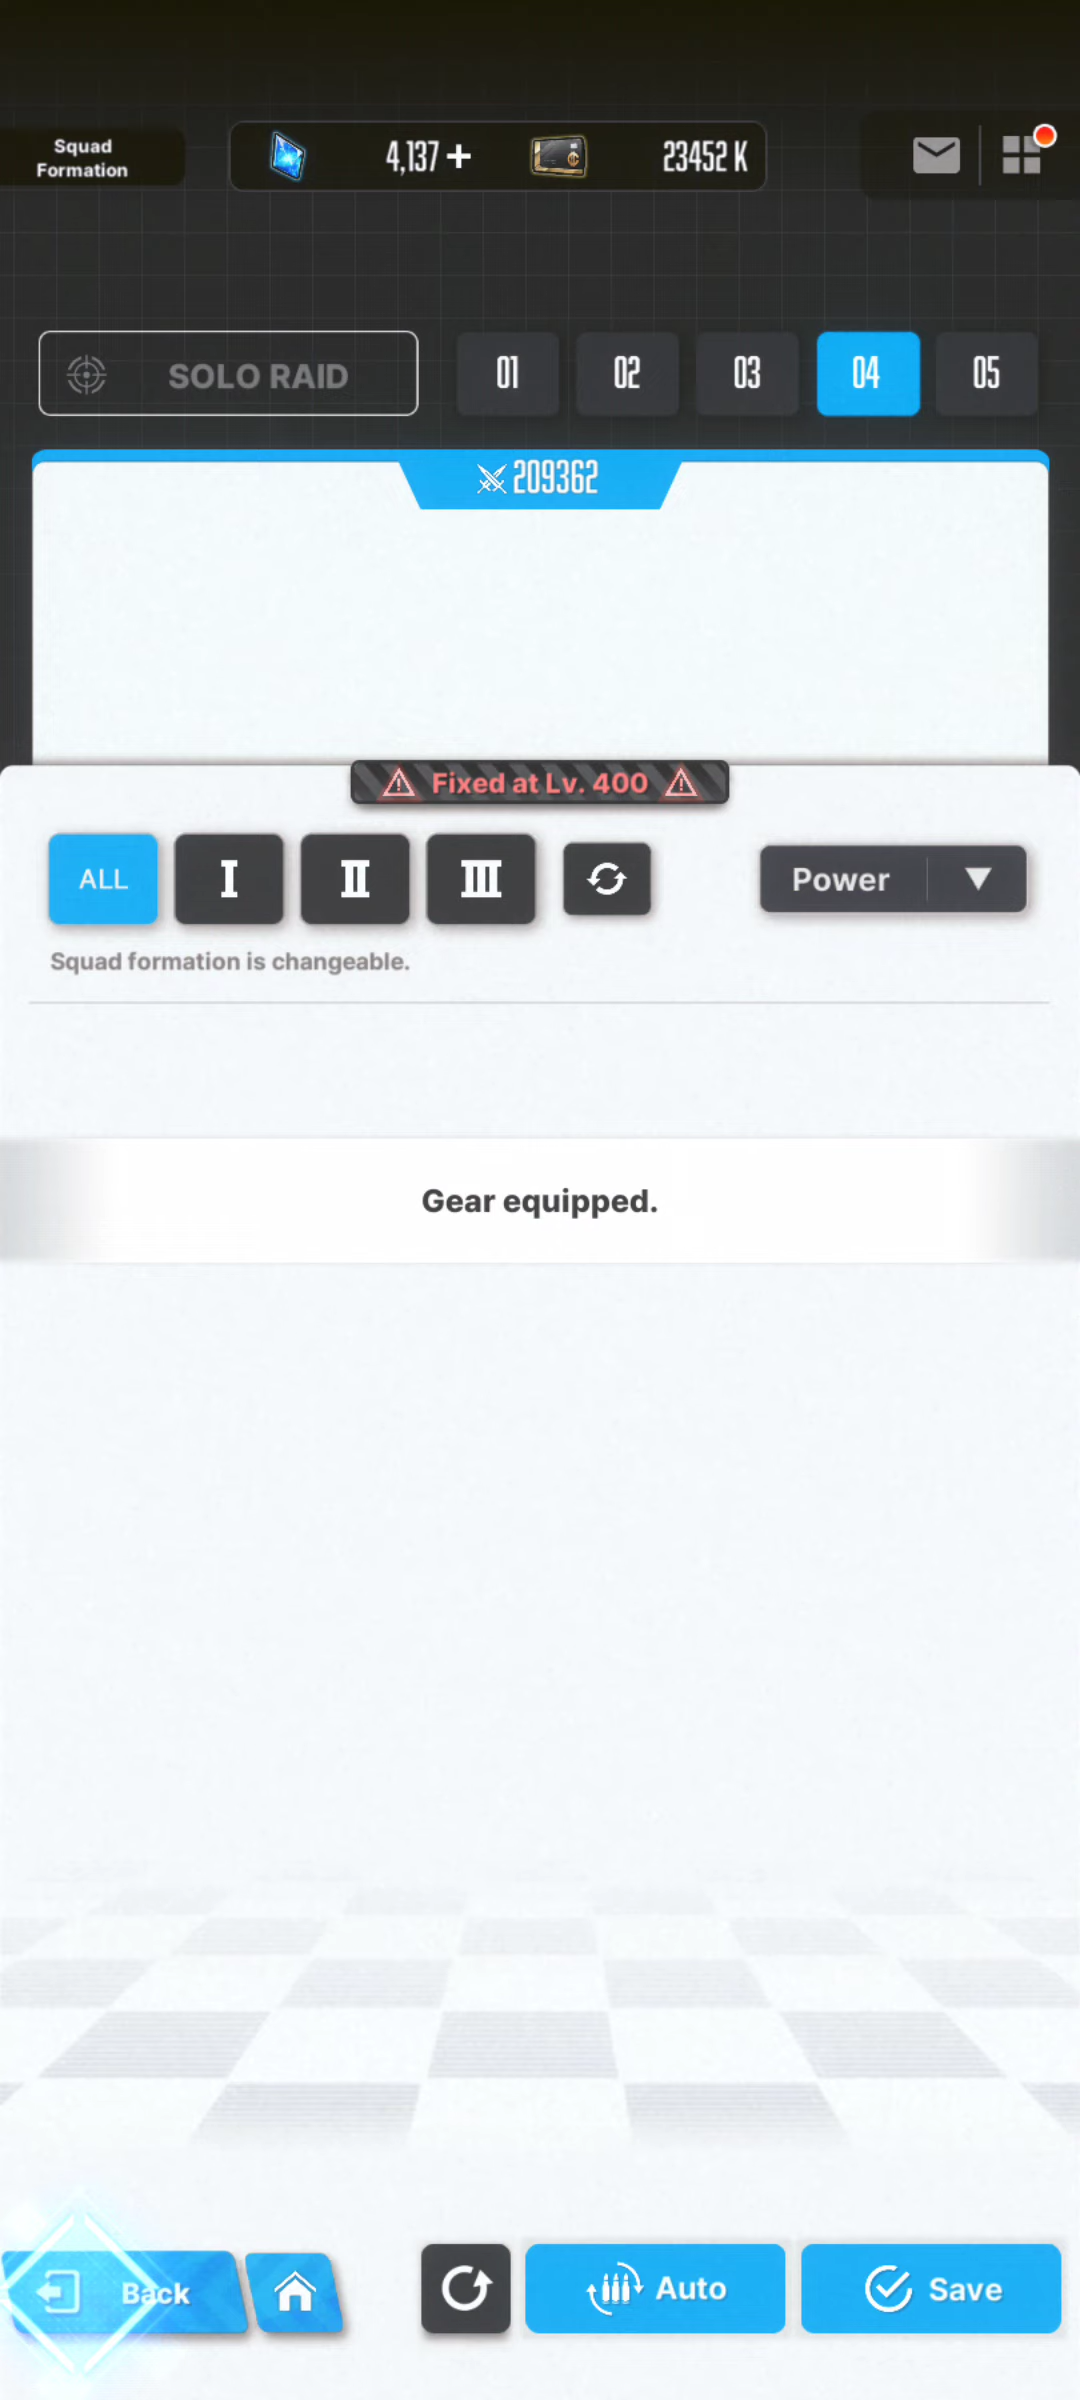 Squad
Formation
4,137 +
23452 K
SOLO RAID
01
02
03
04
05
209362
Fixed at Lv. 400
ALL
I
II
III
Power
Squad formation is changeable.
Gear equipped.
Back
Auto
Save